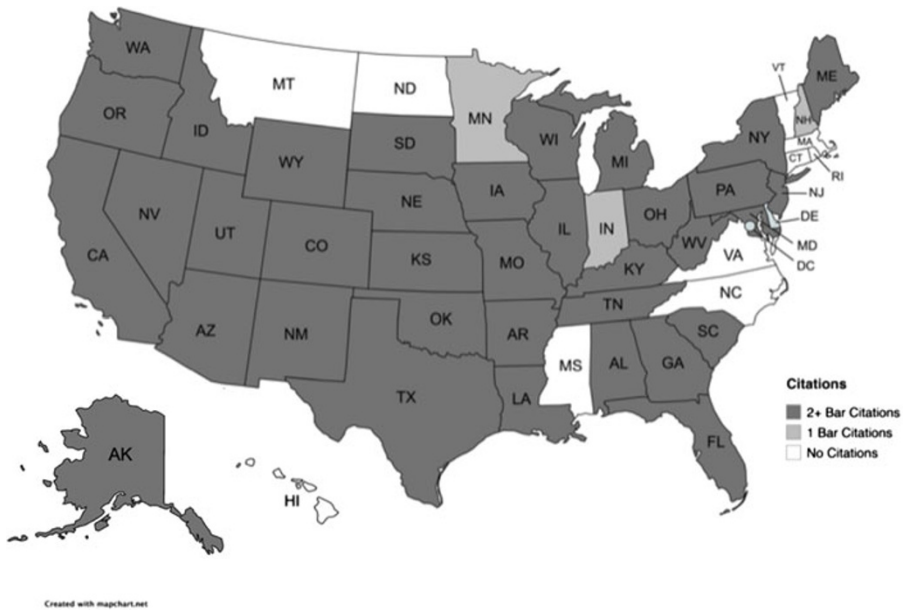 WA
MT
ND
MN
VT
ME
OR
ID
SD
WI
MI
NY
NH
MA
CT
RI
WY
NE
IA
PA
NJ
NV
UT
CO
IL
IN
OH
DE
CA
KS
MO
WV
VA
MD
KY
DC
AZ
NM
OK
AR
TN
NC
SC
MS
AL
GA
TX
LA
FL
AK
HI
Citations
2+ Bar Citations
1 Bar Citations
No Citations
Created with mapchart.net